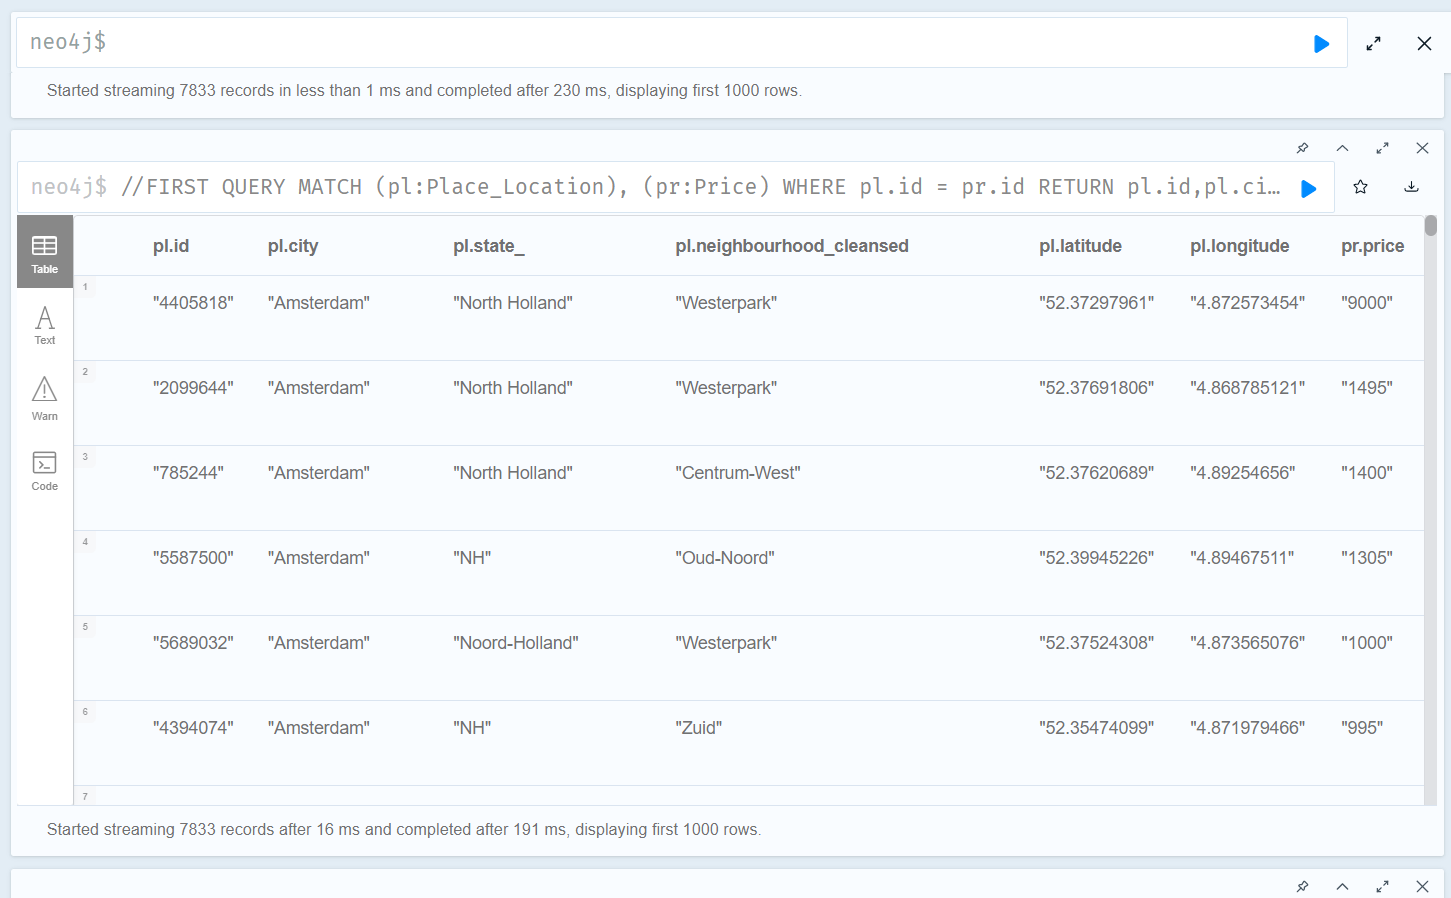 neo4j$
Started streaming 7833 records in less than 1 ms and completed after 230 ms, displaying first 1000 rows.
neo4j$ //FIRST QUERY MATCH (pl:Place_Location), (pr:Price) WHERE pl.id = pr.id RETURN pl.id,pl.ci…
Table
Text
Warn
Code
pl.id pl.city pl.state_ pl.neighbourhood_cleansed pl.latitude pl.longitude pr.price
1 "4405818" "Amsterdam" "North Holland" "Westerpark" "52.37297961" "4.872573454" "9000"
2 "2099644" "Amsterdam" "North Holland" "Westerpark" "52.37691806" "4.868785121" "1495"
3 "785244" "Amsterdam" "North Holland" "Centrum-West" "52.37620689" "4.89254656" "1400"
4 "5587500" "Amsterdam" "NH" "Oud-Noord" "52.39945226" "4.89467511" "1305"
5 "5689032" "Amsterdam" "Noord-Holland" "Westerpark" "52.37524308" "4.873565076" "1000"
6 "4394074" "Amsterdam" "NH" "Zuid" "52.35474099" "4.871979466" "995"
7
Started streaming 7833 records after 16 ms and completed after 191 ms, displaying first 1000 rows.